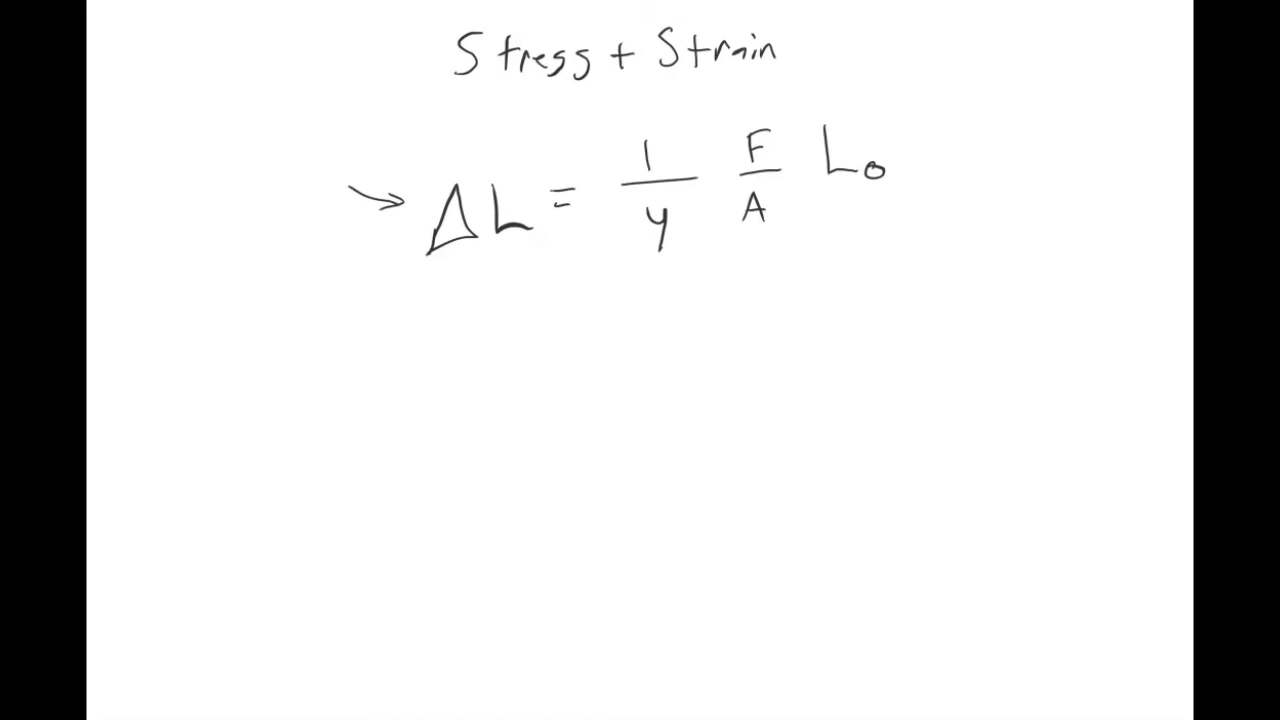 Stress + Strain
→ ΔL = 1/y F/A L₀